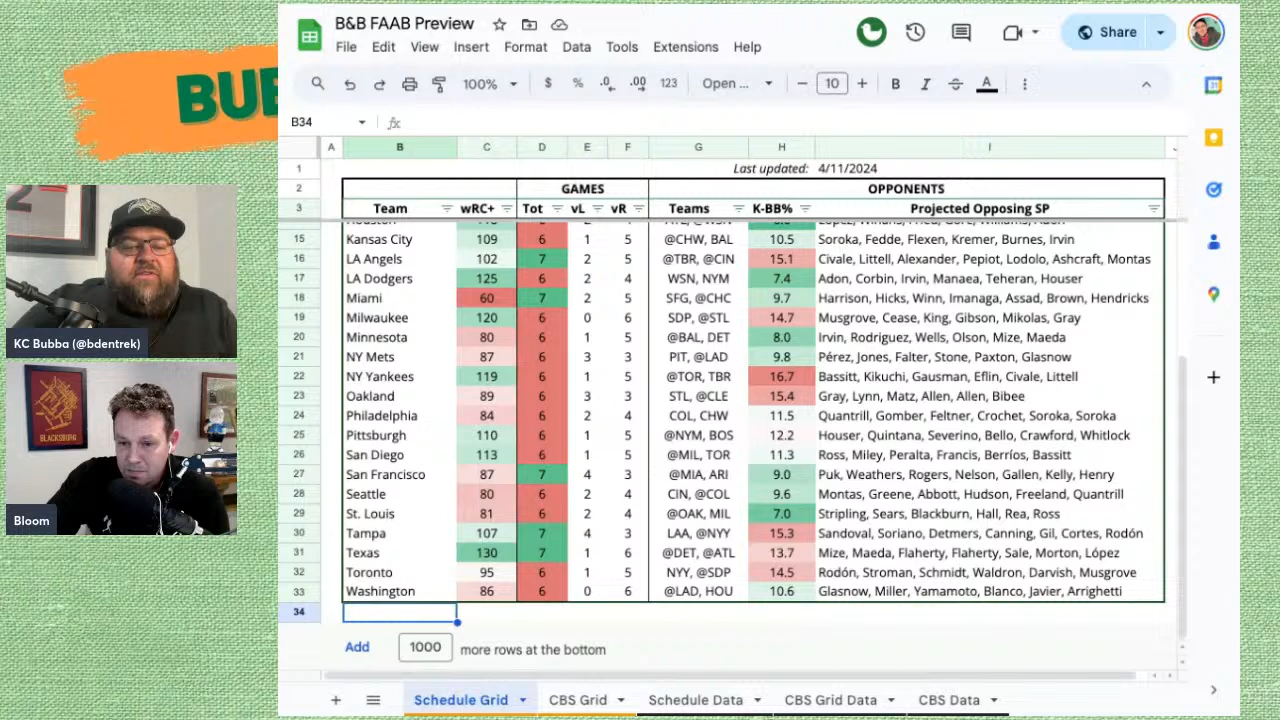 BUB
KC Bubba (@bdentrek)
BLACKSBURG
Bloom
B&B FAAB Preview
Share
File Edit View Insert Format Data Tools Extensions Help
100% % .0 .00 123 Open ... 10 B I S A
B34 fx
A B C D E F G H I
1 Last updated: 4/11/2024
2 GAMES OPPONENTS
3 Team wRC+ Tot vL vR Teams K-BB% Projected Opposing SP
15 Kansas City 109 6 1 5 @CHW, BAL 10.5 Soroka, Fedde, Flexen, Kremer, Burnes, Irvin
16 LA Angels 102 7 2 5 @TBR, @CIN 15.1 Civale, Littell, Alexander, Pepiot, Lodolo, Ashcraft, Montas
17 LA Dodgers 125 6 2 4 WSN, NYM 7.4 Adon, Corbin, Irvin, Manaea, Teheran, Houser
18 Miami 60 7 2 5 SFG, @CHC 9.7 Harrison, Hicks, Winn, Imanaga, Assad, Brown, Hendricks
19 Milwaukee 120 6 0 6 SDP, @STL 14.7 Musgrove, Cease, King, Gibson, Mikolas, Gray
20 Minnesota 80 6 1 5 @BAL, DET 8.0 Irvin, Rodríguez, Wells, Olson, Mize, Maeda
21 NY Mets 87 6 3 3 PIT, @LAD 9.8 Pérez, Jones, Falter, Stone, Paxton, Glasnow
22 NY Yankees 119 6 1 5 @TOR, TBR 16.7 Bassitt, Kikuchi, Gausman, Eflin, Civale, Littell
23 Oakland 89 6 3 3 STL, @CLE 15.4 Gray, Lynn, Matz, Allen, Allen, Bibee
24 Philadelphia 84 6 2 4 COL, CHW 11.5 Quantrill, Gomber, Feltner, Crochet, Soroka, Soroka
25 Pittsburgh 110 6 1 5 @NYM, BOS 12.2 Houser, Quintana, Severino, Bello, Crawford, Whitlock
26 San Diego 113 6 1 5 @MIL, TOR 11.3 Ross, Miley, Peralta, Francis, Berríos, Bassitt
27 San Francisco 87 7 4 3 @MIA, ARI 9.0 Puk, Weathers, Rogers, Nelson, Gallen, Kelly, Henry
28 Seattle 80 6 2 4 CIN, @COL 9.6 Montas, Greene, Abbott, Hudson, Freeland, Quantrill
29 St. Louis 81 6 2 4 @OAK, MIL 7.0 Stripling, Sears, Blackburn, Hall, Rea, Ross
30 Tampa 107 7 4 3 LAA, @NYY 15.3 Sandoval, Soriano, Detmers, Canning, Gil, Cortes, Rodón
31 Texas 130 7 1 6 @DET, @ATL 13.7 Mize, Maeda, Flaherty, Flaherty, Sale, Morton, López
32 Toronto 95 6 1 5 NYY, @SDP 14.5 Rodón, Stroman, Schmidt, Waldron, Darvish, Musgrove
33 Washington 86 6 0 6 @LAD, HOU 10.6 Glasnow, Miller, Yamamoto, Blanco, Javier, Arrighetti
34
Add 1000 more rows at the bottom
Schedule Grid BS Grid Schedule Data CBS Grid Data CBS Data